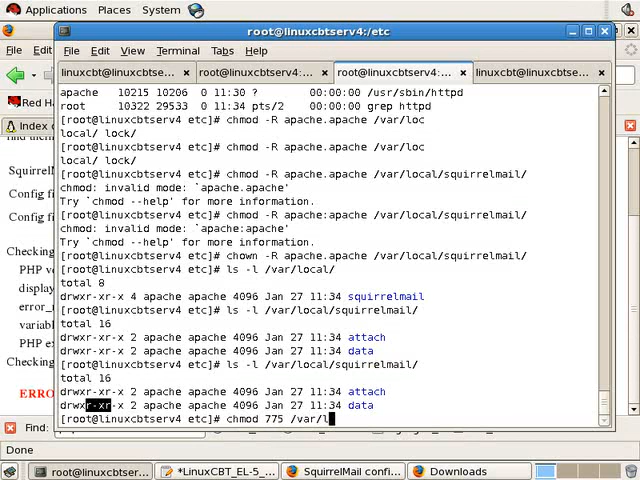 Applications Places System
root@linuxcbtserv4:/etc
File Edit
File Edit View Terminal Tabs Help
linuxcbt@linuxcbtse... root@linuxcbtserv4:... root@linuxcbtserv4:... linuxcbt@linuxcbtse...
Red H
Index o
SquirrelM
Config f
Config f
Checking
PHP ve
display
error_r
variab
PHP ex
Checking
ERRO
apache 10215 10206 0 11:30 ? 00:00:00 /usr/sbin/httpd
root 10322 29533 0 11:34 pts/2 00:00:00 grep httpd
[root@linuxcbtserv4 etc]# chmod -R apache.apache /var/loc
local/ lock/
[root@linuxcbtserv4 etc]# chmod -R apache.apache /var/loc
local/ lock/
[root@linuxcbtserv4 etc]# chmod -R apache.apache /var/local/squirrelmail/
chmod: invalid mode: `apache.apache'
Try `chmod --help' for more information.
[root@linuxcbtserv4 etc]# chmod -R apache:apache /var/local/squirrelmail/
chmod: invalid mode: `apache:apache'
Try `chmod --help' for more information.
[root@linuxcbtserv4 etc]# chown -R apache.apache /var/local/squirrelmail/
[root@linuxcbtserv4 etc]# ls -l /var/local/
total 8
drwxr-xr-x 4 apache apache 4096 Jan 27 11:34 squirrelmail
[root@linuxcbtserv4 etc]# ls -l /var/local/squirrelmail/
total 16
drwxr-xr-x 2 apache apache 4096 Jan 27 11:34 attach
drwxr-xr-x 2 apache apache 4096 Jan 27 11:34 data
[root@linuxcbtserv4 etc]# ls -l /var/local/squirrelmail/
total 16
drwxr-xr-x 2 apache apache 4096 Jan 27 11:34 attach
drwxr-xr-x 2 apache apache 4096 Jan 27 11:34 data
[root@linuxcbtserv4 etc]# chmod 775 /var/l
Find:
Done
root@linuxcbtser... *LinuxCBT_EL-5_... SquirrelMail confi... Downloads